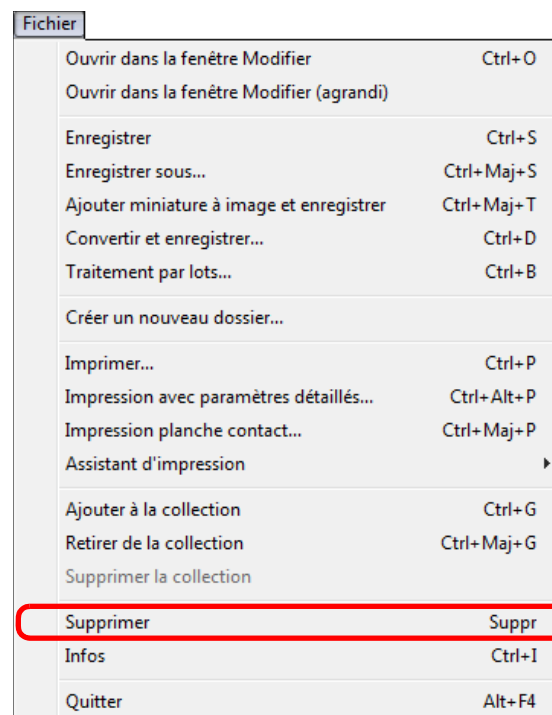 Fichier
Ouvrir dans la fenêtre Modifier Ctrl+O
Ouvrir dans la fenêtre Modifier (agrandi)
Enregistrer Ctrl+S
Enregistrer sous... Ctrl+Maj+S
Ajouter miniature à image et enregistrer Ctrl+Maj+T
Convertir et enregistrer... Ctrl+D
Traitement par lots... Ctrl+B
Créer un nouveau dossier...
Imprimer... Ctrl+P
Impression avec paramètres détaillés... Ctrl+Alt+P
Impression planche contact... Ctrl+Maj+P
Assistant d'impression
Ajouter à la collection Ctrl+G
Retirer de la collection Ctrl+Maj+G
Supprimer la collection
Supprimer Suppr
Infos Ctrl+I
Quitter Alt+F4